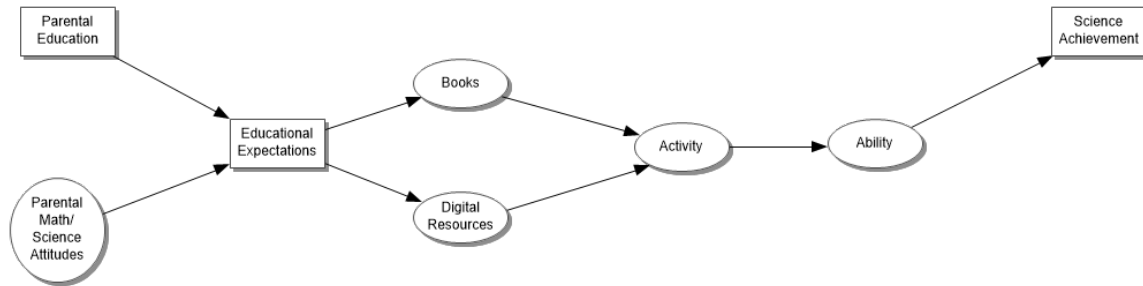 Parental
Education
Science
Achievement
Books
Educational
Expectations
Activity
Ability
Parental
Math/
Science
Attitudes
Digital
Resources